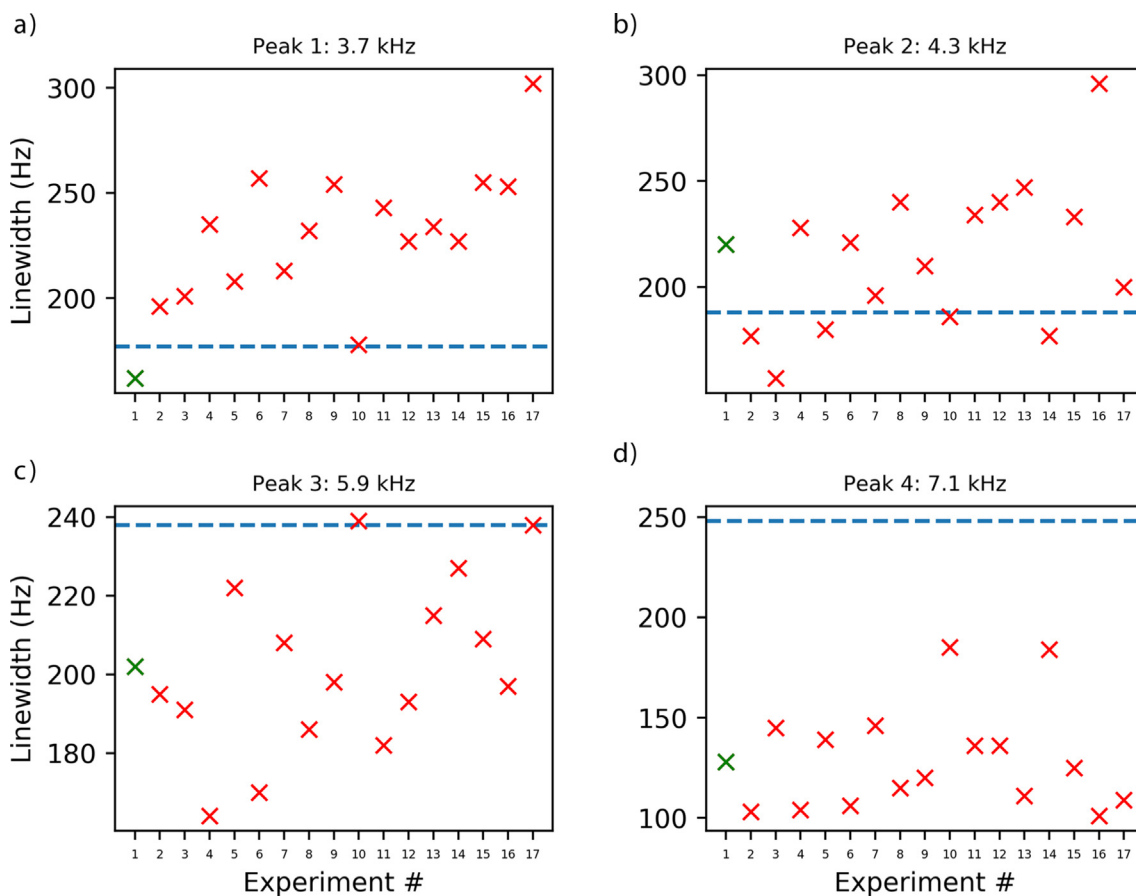 a)
Peak 1: 3.7 kHz
300
250
200
Linewidth (Hz)
1 2 3 4 5 6 7 8 9 10 11 12 13 14 15 16 17
b)
Peak 2: 4.3 kHz
300
250
200
1 2 3 4 5 6 7 8 9 10 11 12 13 14 15 16 17
c)
Peak 3: 5.9 kHz
240
220
200
180
Linewidth (Hz)
1 2 3 4 5 6 7 8 9 10 11 12 13 14 15 16 17
Experiment #
d)
Peak 4: 7.1 kHz
250
200
150
100
1 2 3 4 5 6 7 8 9 10 11 12 13 14 15 16 17
Experiment #